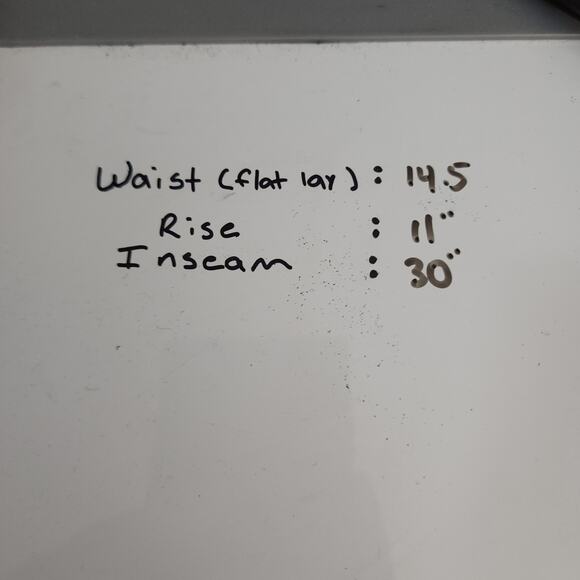 Waist (flat lay) : 14.5
Rise : 11"
Inseam : 30"